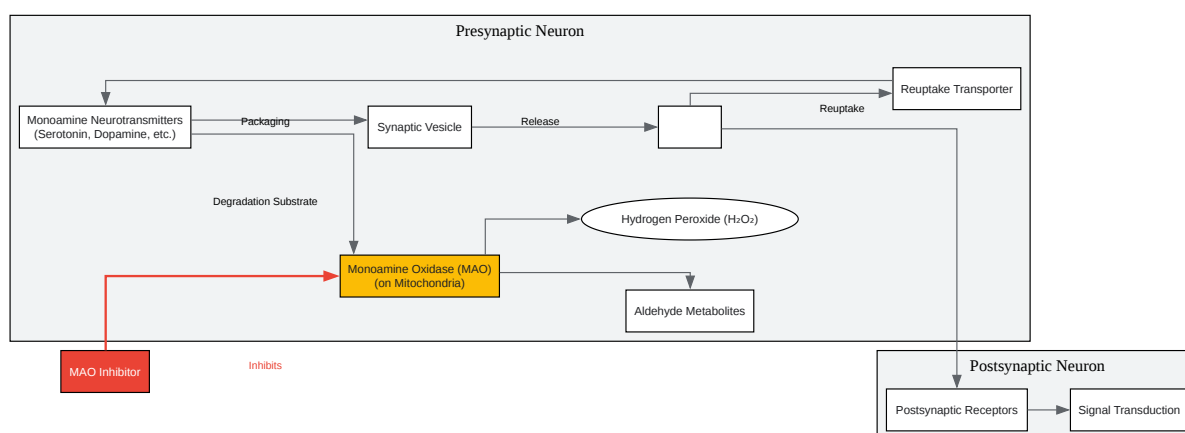 Presynaptic Neuron
Reuptake Transporter
Reuptake
Monoamine Neurotransmitters
(Serotonin, Dopamine, etc.)
Packaging
Synaptic Vesicle
Release
Degradation Substrate
Hydrogen Peroxide (H₂O₂)
Monoamine Oxidase (MAO)
(on Mitochondria)
Aldehyde Metabolites
MAO Inhibitor
Inhibits
Postsynaptic Neuron
Postsynaptic Receptors
Signal Transduction